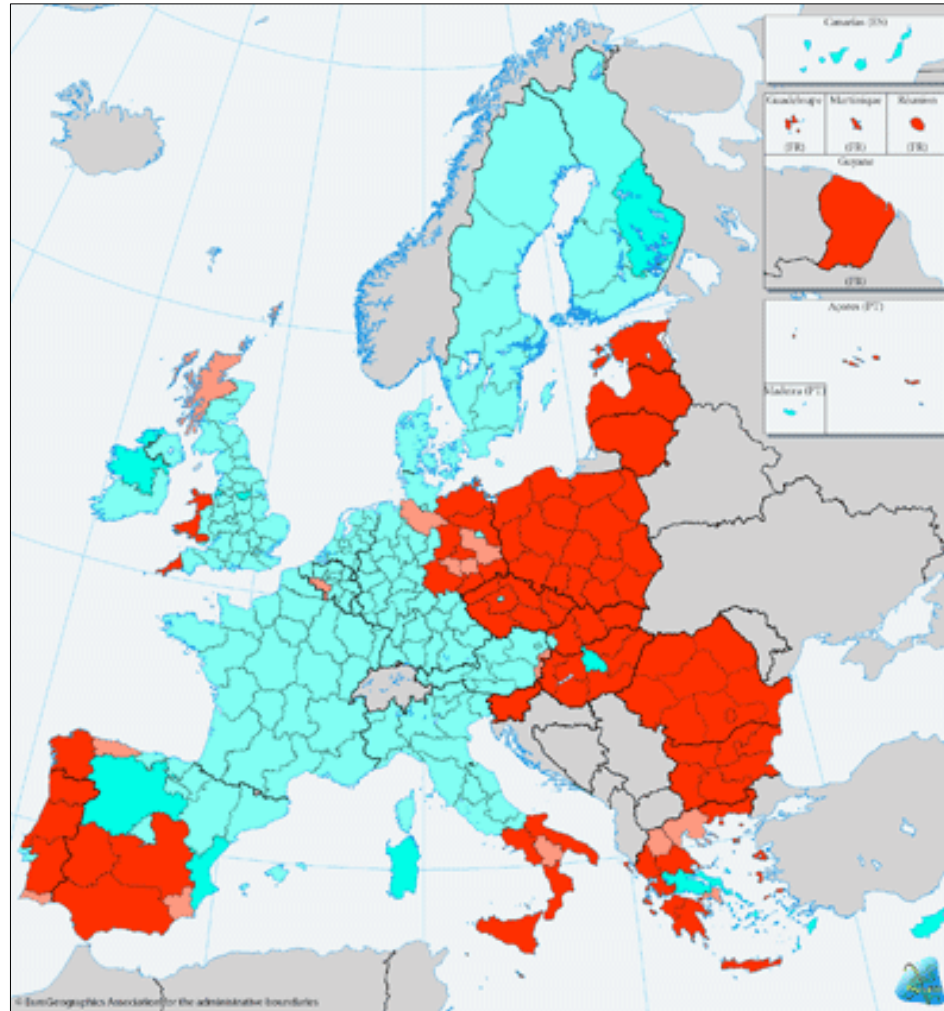 Canarias (ES)
Guadeloupe Martinique Réunion
(FR) (FR) (FR)
Guyane
(FR)
Açores (PT)
Madeira (PT)
© EuroGeographics Association for the administrative boundaries